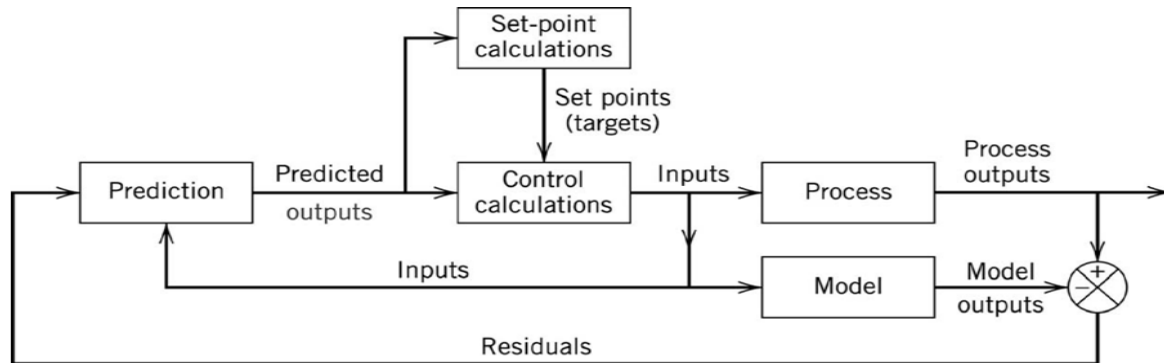 Set-point
calculations
Set points
(targets)
Prediction
Predicted
outputs
Control
calculations
Inputs
Process
Process
outputs
Inputs
Model
Model
outputs
+
−
Residuals